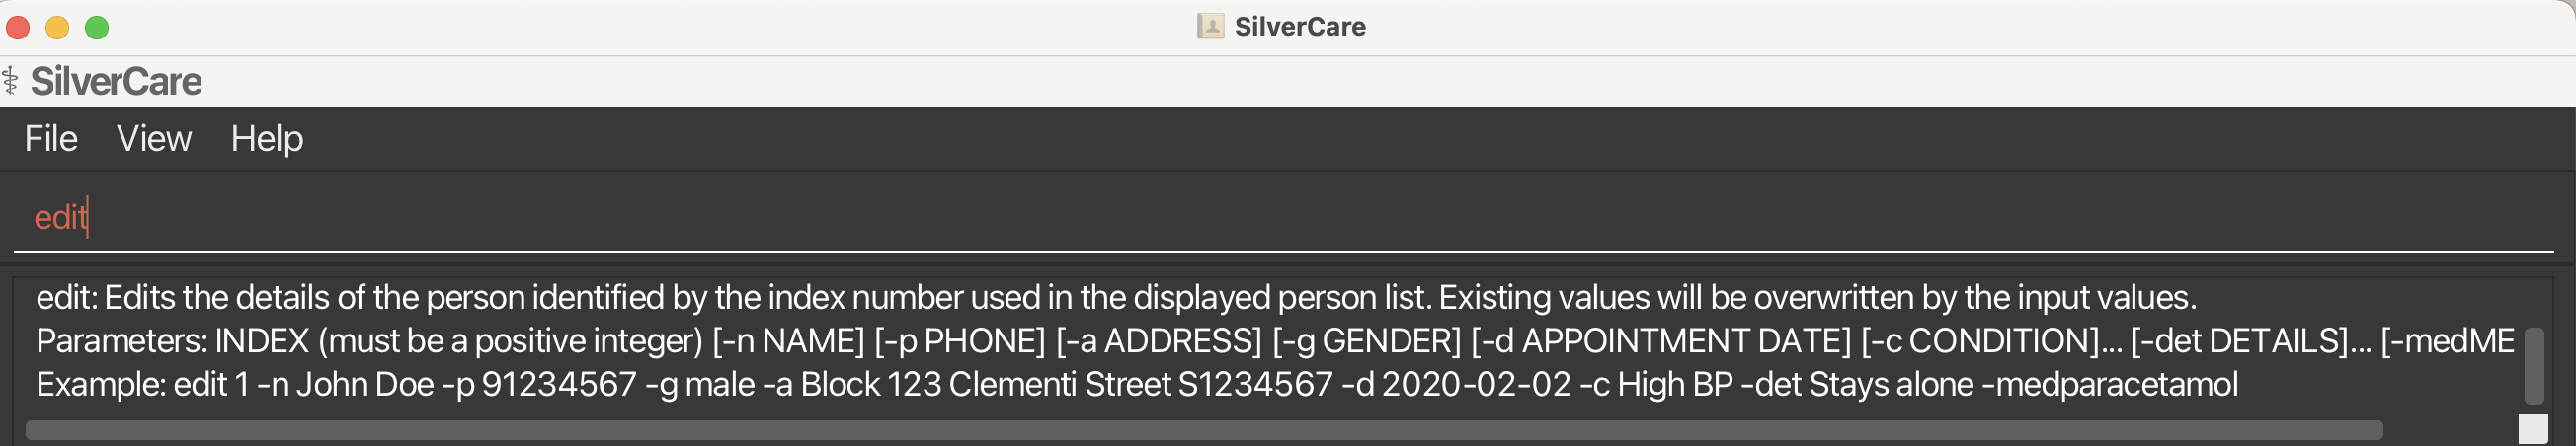 SilverCare
SilverCare
File View Help
edit
edit: Edits the details of the person identified by the index number used in the displayed person list. Existing values will be overwritten by the input values.
Parameters: INDEX (must be a positive integer) [-n NAME] [-p PHONE] [-a ADDRESS] [-g GENDER] [-d APPOINTMENT DATE] [-c CONDITION]... [-det DETAILS]... [-medME
Example: edit 1 -n John Doe -p 91234567 -g male -a Block 123 Clementi Street S1234567 -d 2020-02-02 -c High BP -det Stays alone -medparacetamol